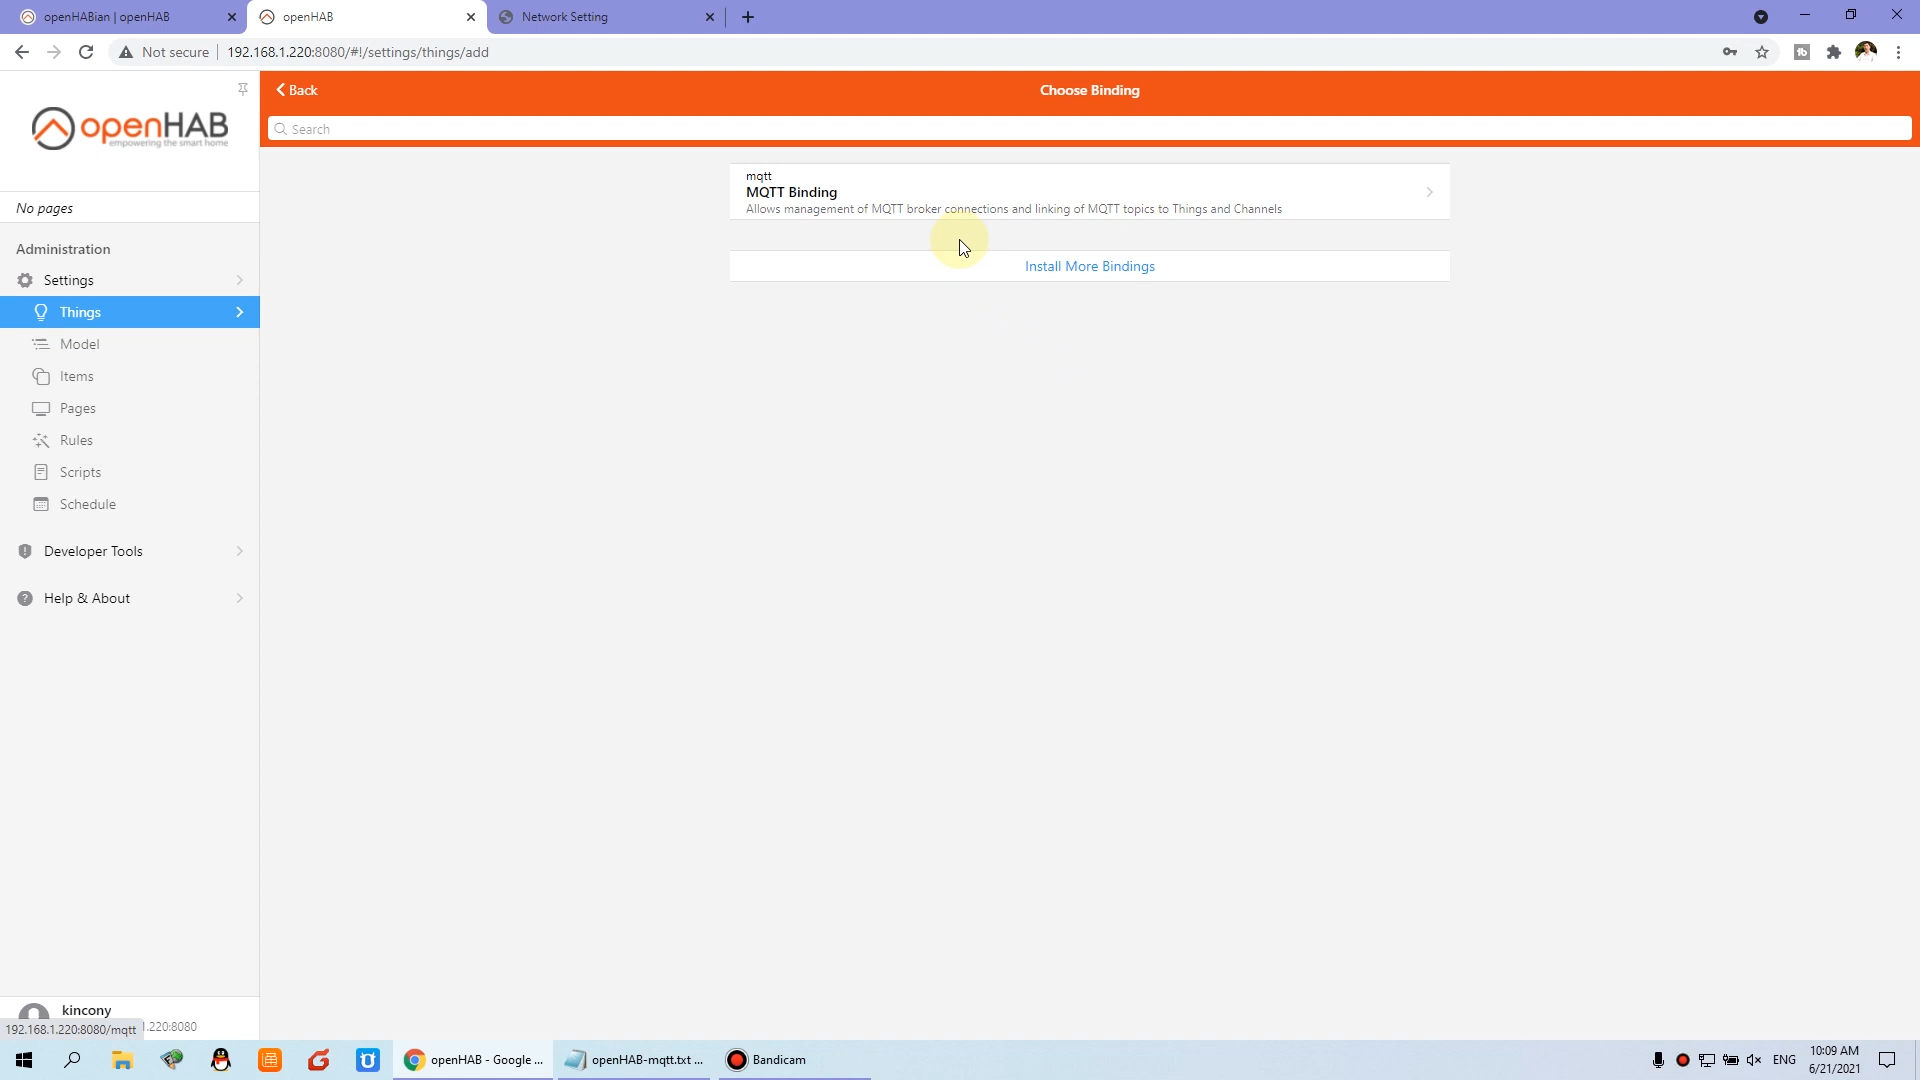 openHABian | openHAB
openHAB
Network Setting
Not secure
192.168.1.220:8080/#!/settings/things/add
openHAB
empowering the smart home
No pages
Administration
Settings
Things
Model
Items
Pages
Rules
Scripts
Schedule
Developer Tools
Help & About
kincony
192.168.1.220:8080/mqtt
1.220:8080
Back
Choose Binding
Search
mqtt
MQTT Binding
Allows management of MQTT broker connections and linking of MQTT topics to Things and Channels
Install More Bindings
openHAB - Google ...
openHAB-mqtt.txt ...
Bandicam
ENG
10:09 AM
6/21/2021